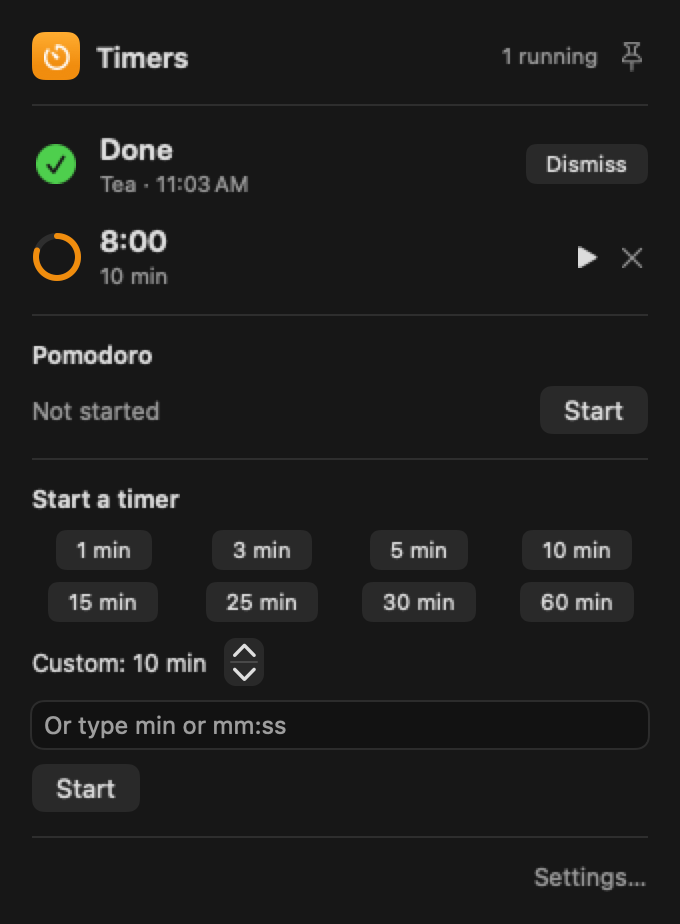 Timers
1 running
Done
Tea · 11:03 AM
Dismiss
8:00
10 min
Pomodoro
Not started
Start
Start a timer
1 min 3 min 5 min 10 min
15 min 25 min 30 min 60 min
Custom: 10 min
Or type min or mm:ss
Start
Settings...